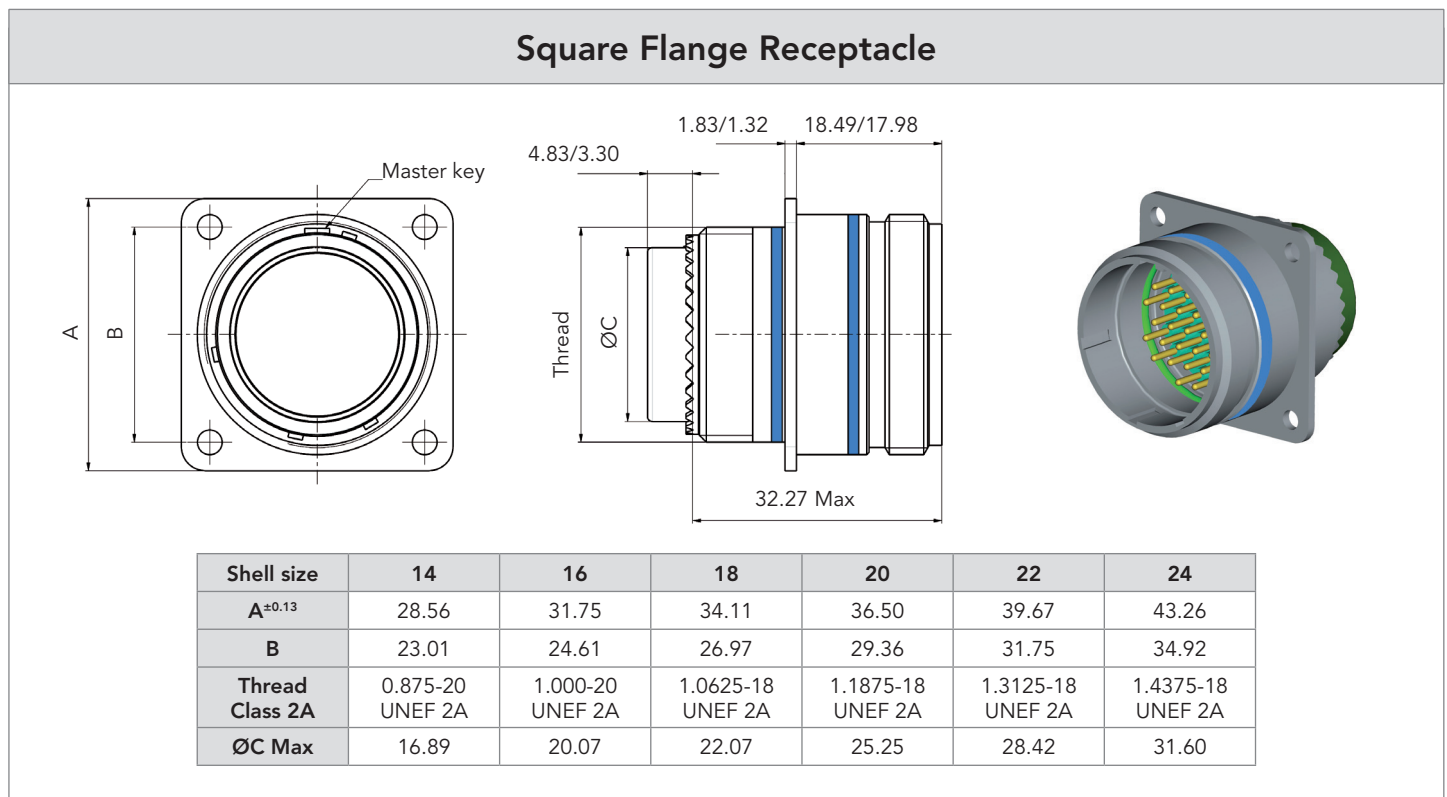 Square Flange Receptacle
1.83/1.32 18.49/17.98
4.83/3.30
Master key
A
B
Thread
ØC
32.27 Max
Shell size 14 16 18 20 22 24
A±0.13 28.56 31.75 34.11 36.50 39.67 43.26
B 23.01 24.61 26.97 29.36 31.75 34.92
Thread 0.875-20 1.000-20 1.0625-18 1.1875-18 1.3125-18 1.4375-18
Class 2A UNEF 2A UNEF 2A UNEF 2A UNEF 2A UNEF 2A UNEF 2A
ØC Max 16.89 20.07 22.07 25.25 28.42 31.60